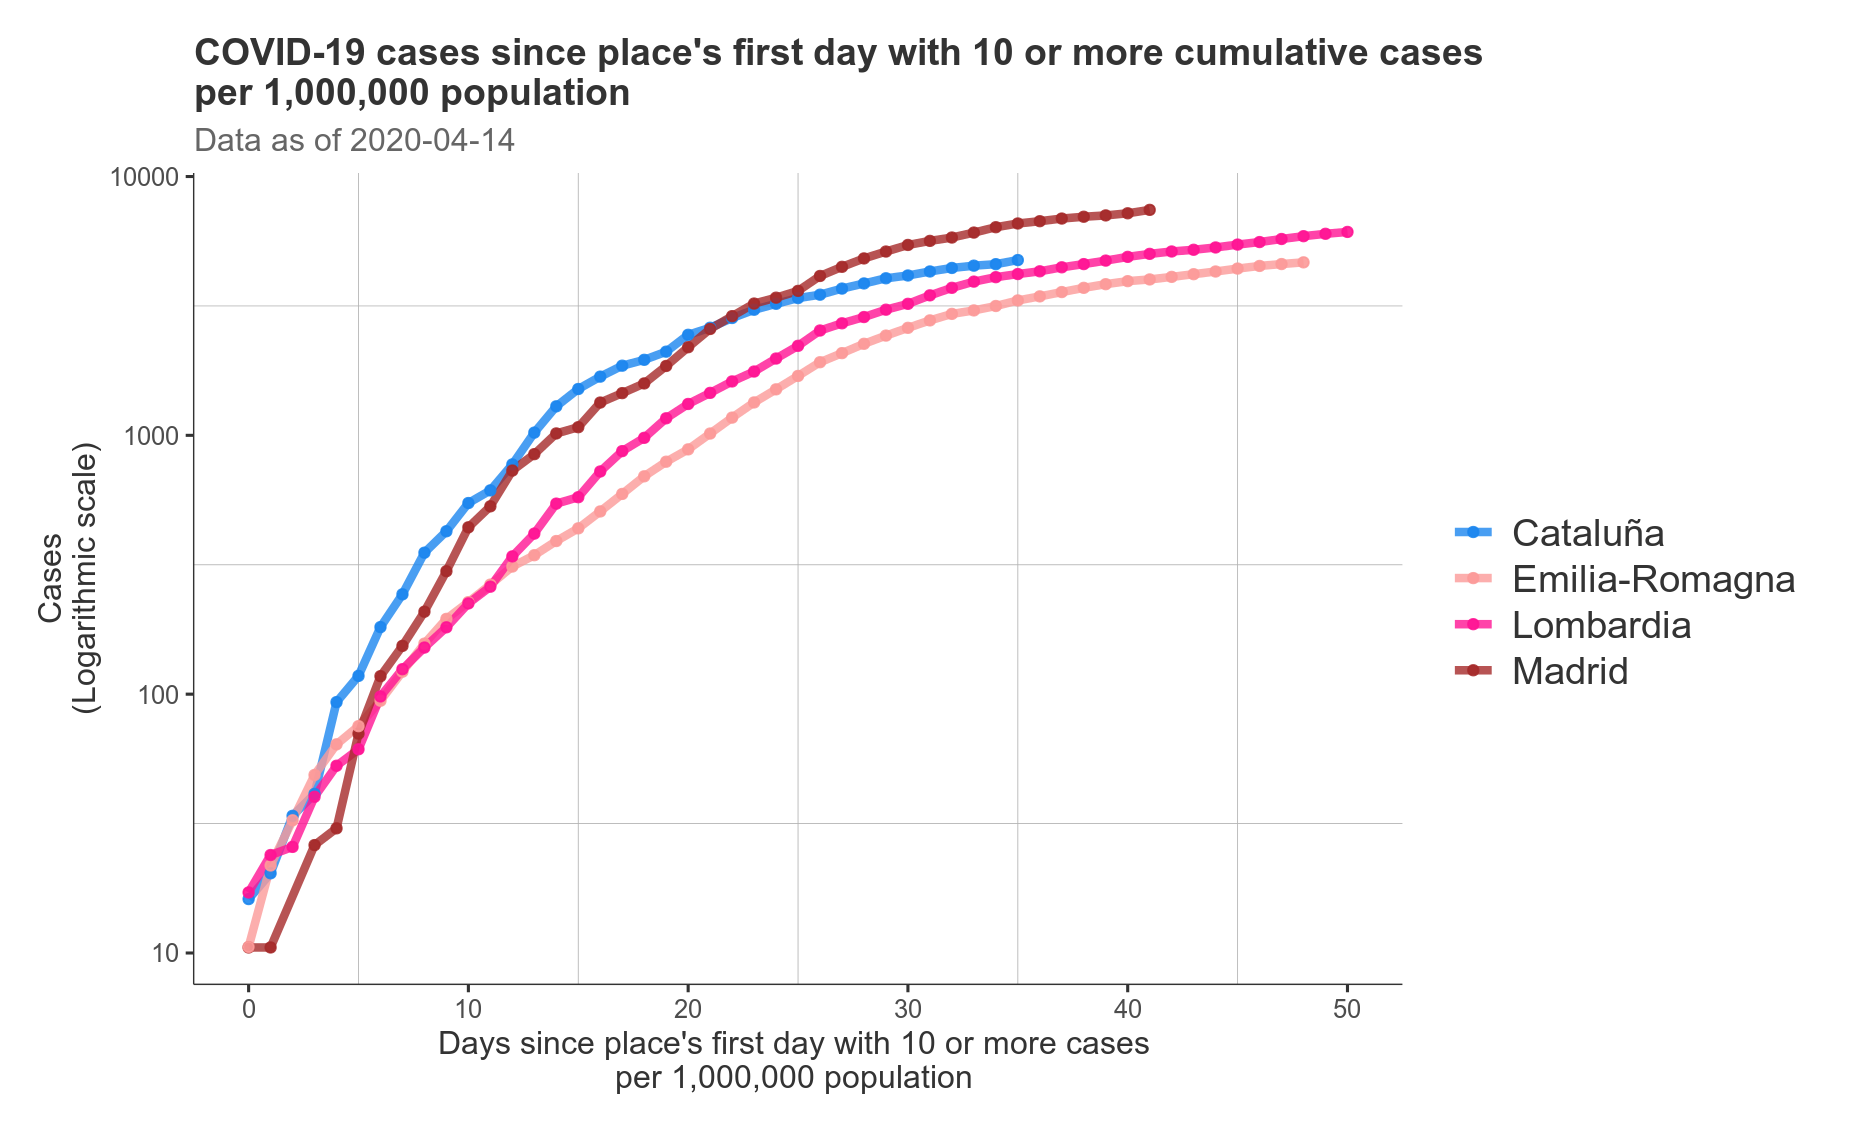 COVID-19 cases since place's first day with 10 or more cumulative cases
per 1,000,000 population
Data as of 2020-04-14
10000
1000
100
10
Cases
(Logarithmic scale)
0 10 20 30 40 50
Days since place's first day with 10 or more cases
per 1,000,000 population
Cataluña
Emilia-Romagna
Lombardia
Madrid